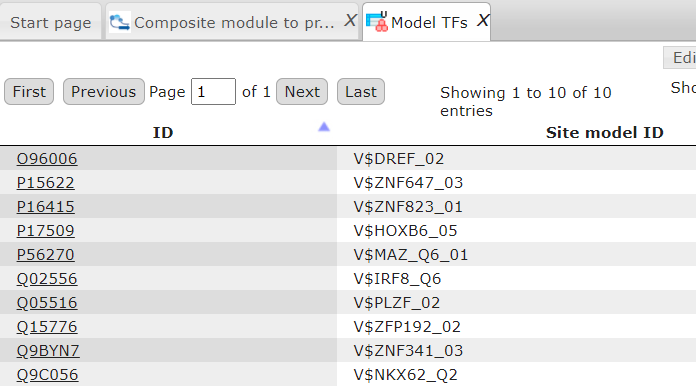 Start page Composite module to pr... X Model TFs X
Edi
First Previous Page 1 of 1 Next Last Showing 1 to 10 of 10 entries Sho
ID Site model ID
O96006 V$DREF_02
P15622 V$ZNF647_03
P16415 V$ZNF823_01
P17509 V$HOXB6_05
P56270 V$MAZ_Q6_01
Q02556 V$IRF8_Q6
Q05516 V$PLZF_02
Q15776 V$ZFP192_02
Q9BYN7 V$ZNF341_03
Q9C056 V$NKX62_Q2